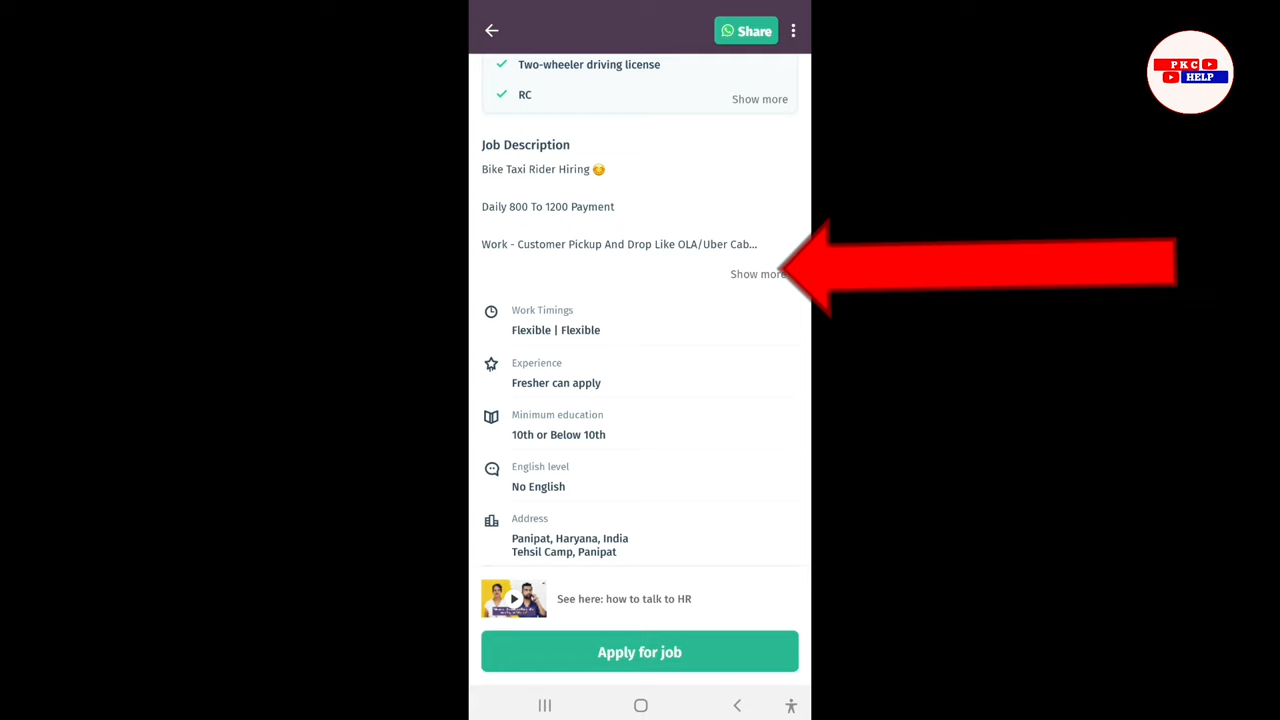 Share
PKC
HELP
Two-wheeler driving license
RC
Show more
Job Description
Bike Taxi Rider Hiring 😊
Daily 800 To 1200 Payment
Work - Customer Pickup And Drop Like OLA/Uber Cab...
Show more
Work Timings
Flexible | Flexible
Experience
Fresher can apply
Minimum education
10th or Below 10th
English level
No English
Address
Panipat, Haryana, India
Tehsil Camp, Panipat
See here: how to talk to HR
Apply for job